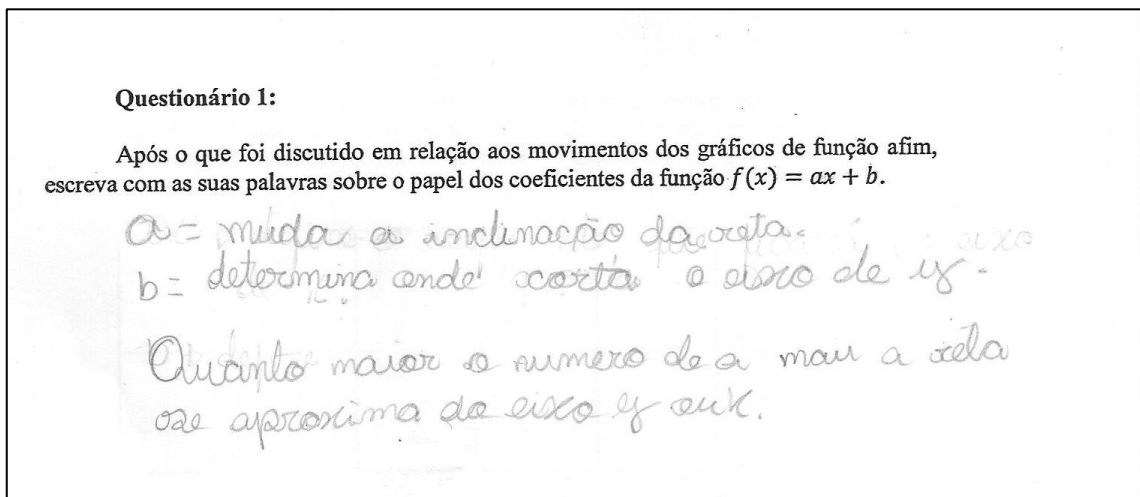 Questionário 1:
Após o que foi discutido em relação aos movimentos dos gráficos de função afim,
escreva com as suas palavras sobre o papel dos coeficientes da função f(x) = ax + b.
a = muda a inclinação da reta.
b = determina onde corta o eixo de y.
Quanto maior o numero de a mau a reta
se aproxima do eixo y